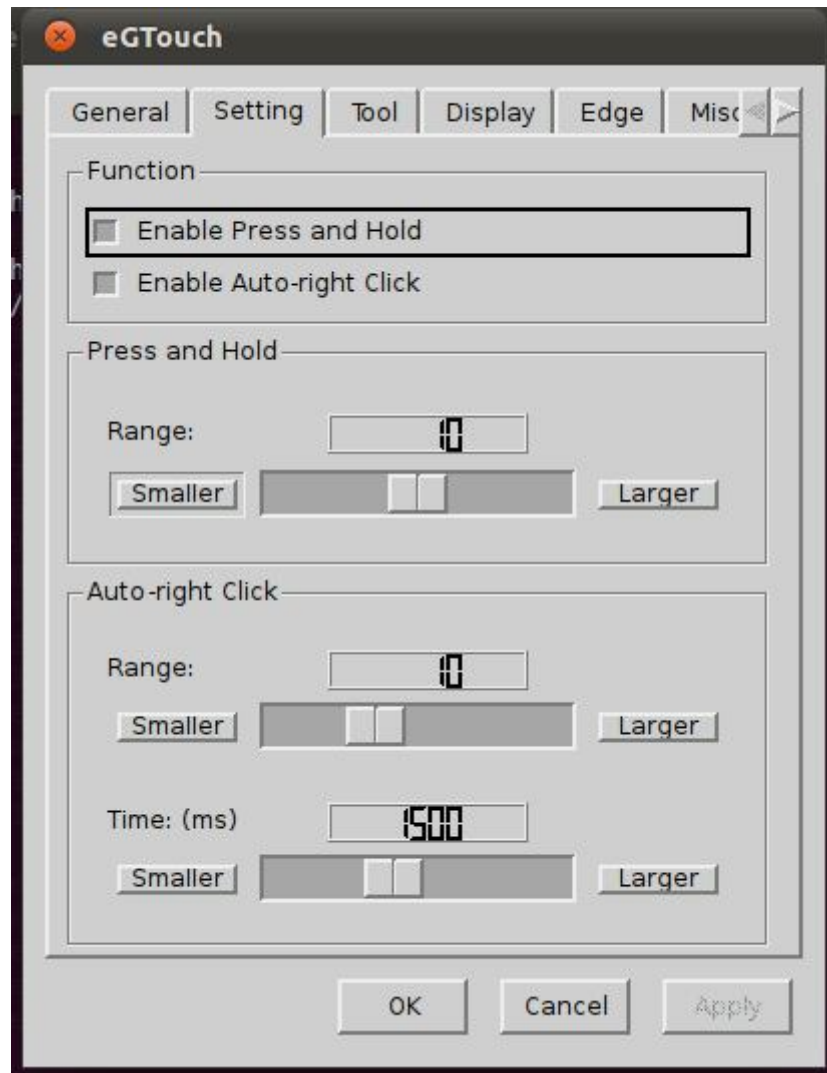 eGTouch
General Setting Tool Display Edge
Function
Enable Press and Hold
Enable Auto-right Click
Press and Hold
Range: 10
Smaller Larger
Auto-right Click
Range: 10
Smaller Larger
Time: (ms) 1500
Smaller Larger
OK Cancel Apply